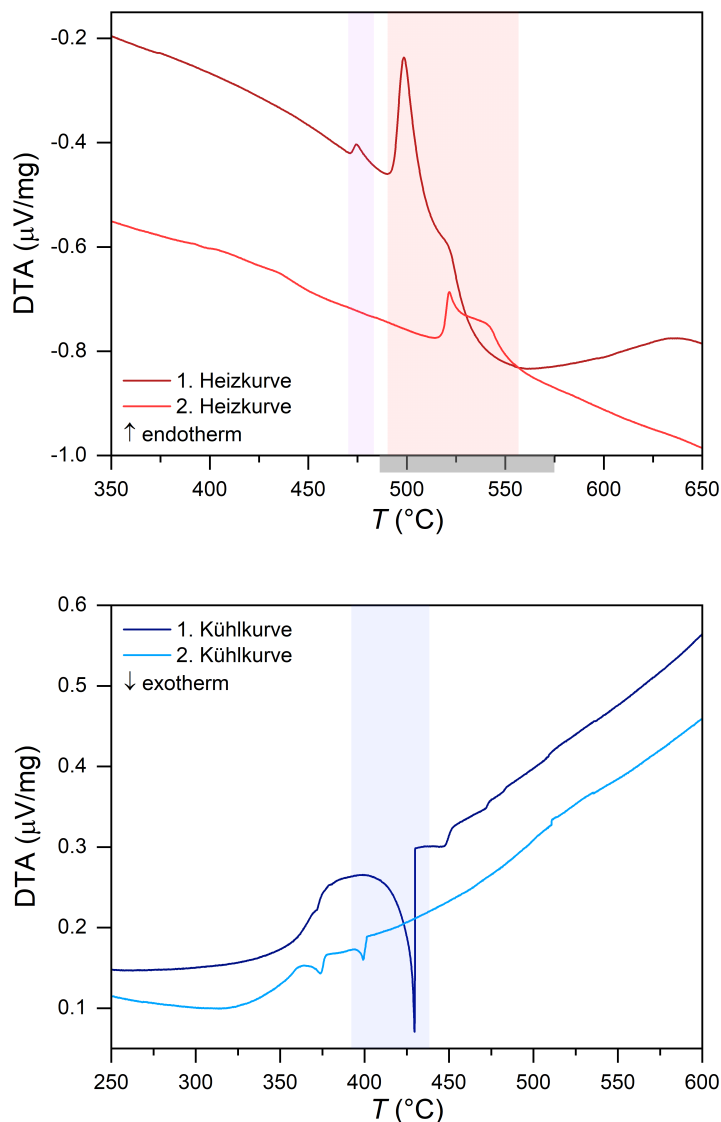 -0.2
-0.4
-0.6
-0.8
-1.0
DTA (μV/mg)
1. Heizkurve
2. Heizkurve
↑ endotherm
350 400 450 500 550 600 650
T (°C)
0.6
0.5
0.4
0.3
0.2
0.1
DTA (μV/mg)
1. Kühlkurve
2. Kühlkurve
↓ exotherm
250 300 350 400 450 500 550 600
T (°C)